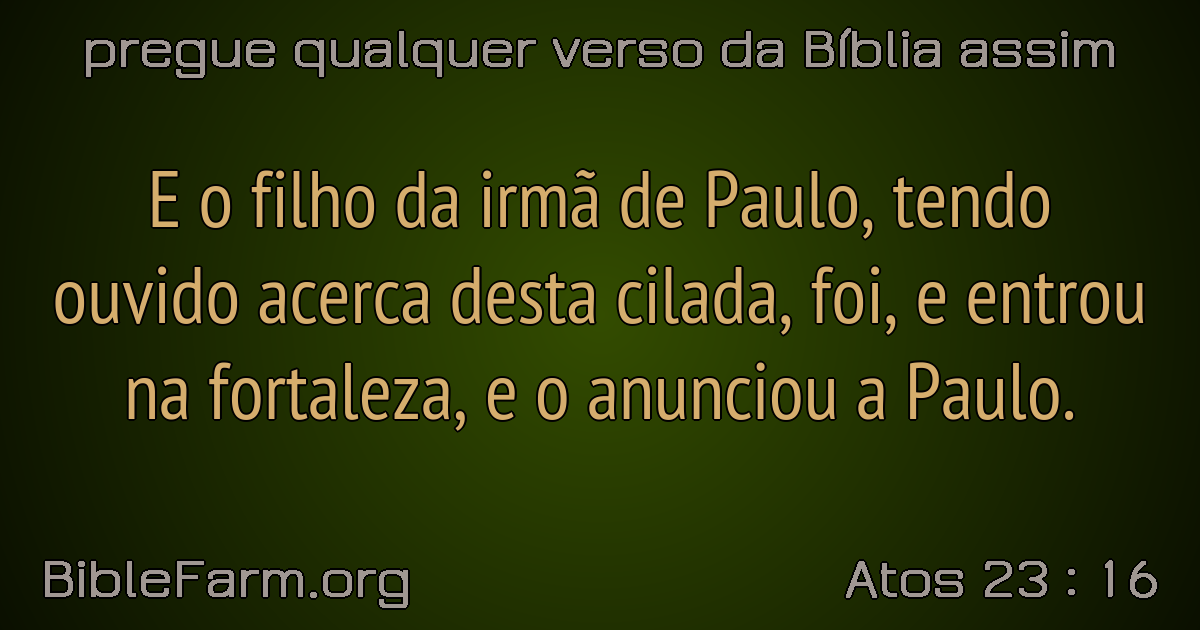 pregue qualquer verso da Bíblia assim
E o filho da irmã de Paulo, tendo
ouvido acerca desta cilada, foi, e entrou
na fortaleza, e o anunciou a Paulo.
BibleFarm.org
Atos 23 : 16